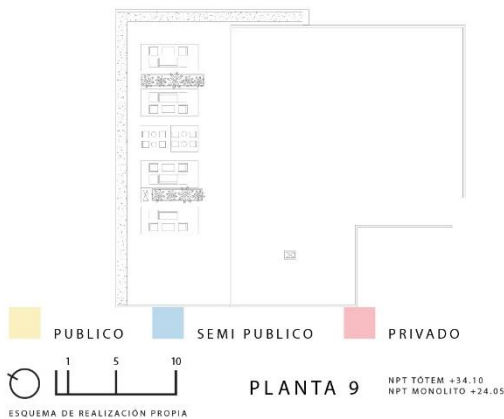 PUBLICO
SEMI PUBLICO
PRIVADO
1 5 10
PLANTA 9
NPT TÓTEM +34.10
NPT MONOLITO +24.05
ESQUEMA DE REALIZACIÓN PROPIA